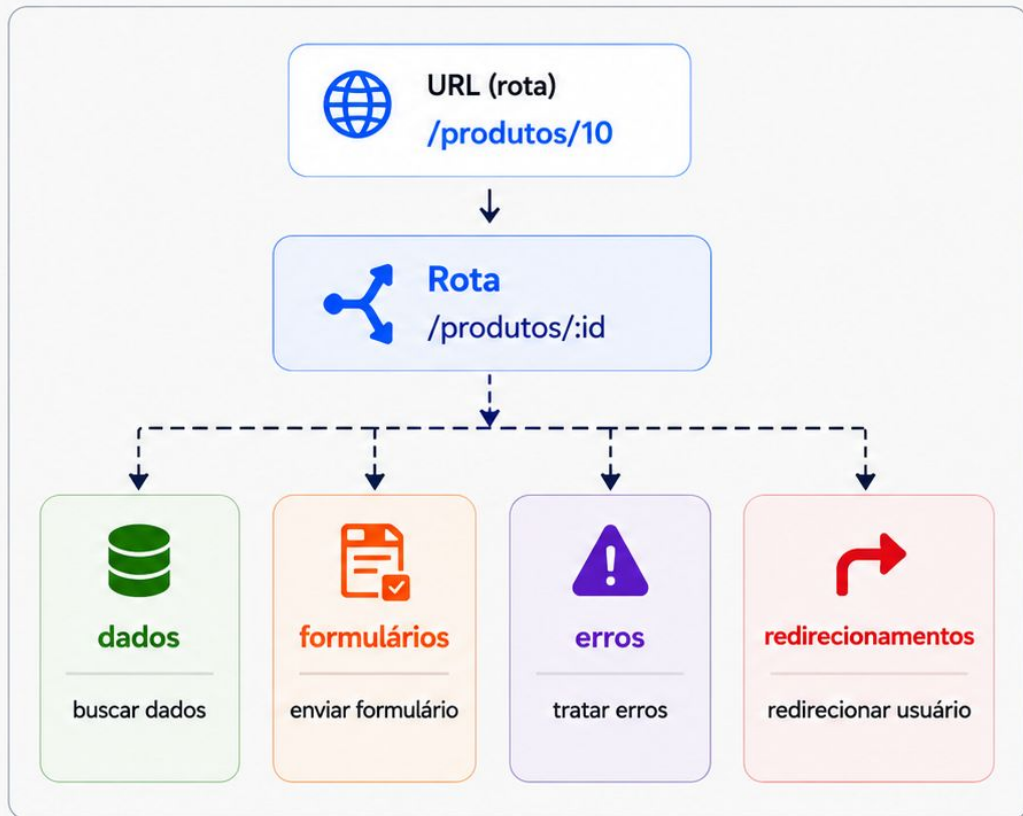 URL (rota)
/produtos/10
Rota
/produtos/:id
dados
buscar dados
formulários
enviar formulário
erros
tratar erros
redirecionamentos
redirecionar usuário